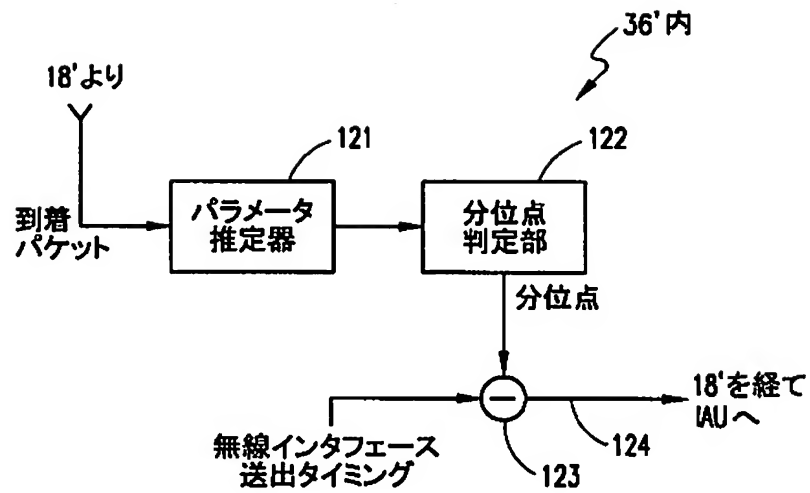 36'内
18'より
121
122
到着
パケット
パラメータ
推定器
分位点
判定部
分位点
−
18'を経て
IAUへ
無線インタフェース
送出タイミング
123
124